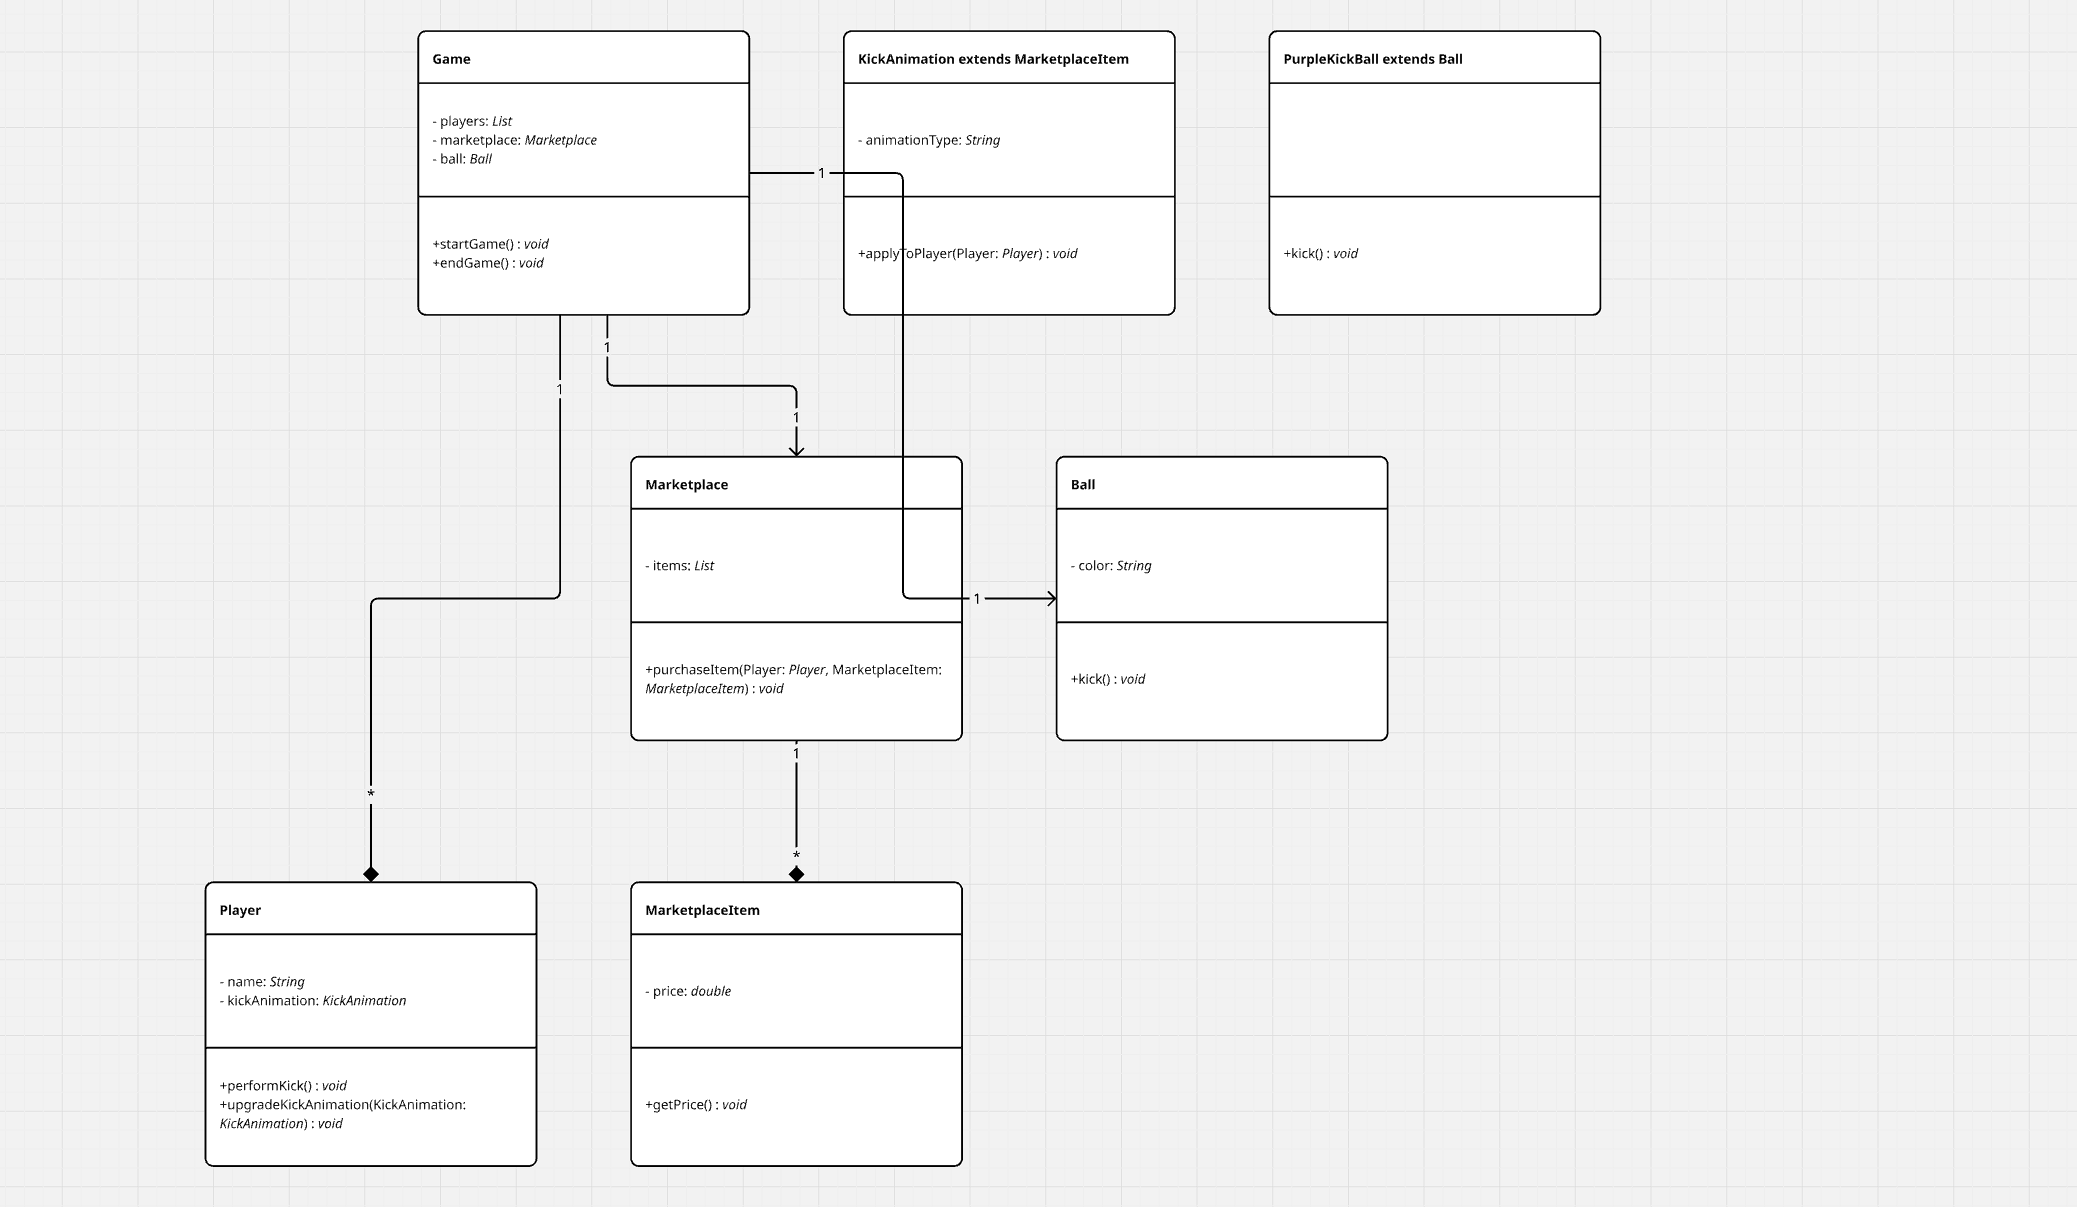 Game
- players: List
- marketplace: Marketplace
- ball: Ball
+startGame() : void
+endGame() : void
KickAnimation extends MarketplaceItem
- animationType: String
+applyToPlayer(Player: Player) : void
PurpleKickBall extends Ball
+kick() : void
1
1
1
1
Marketplace
- items: List
+purchaseItem(Player: Player, MarketplaceItem:
MarketplaceItem) : void
1
Ball
- color: String
+kick() : void
1
*
*
Player
- name: String
- kickAnimation: KickAnimation
+performKick() : void
+upgradeKickAnimation(KickAnimation:
KickAnimation) : void
MarketplaceItem
- price: double
+getPrice() : void